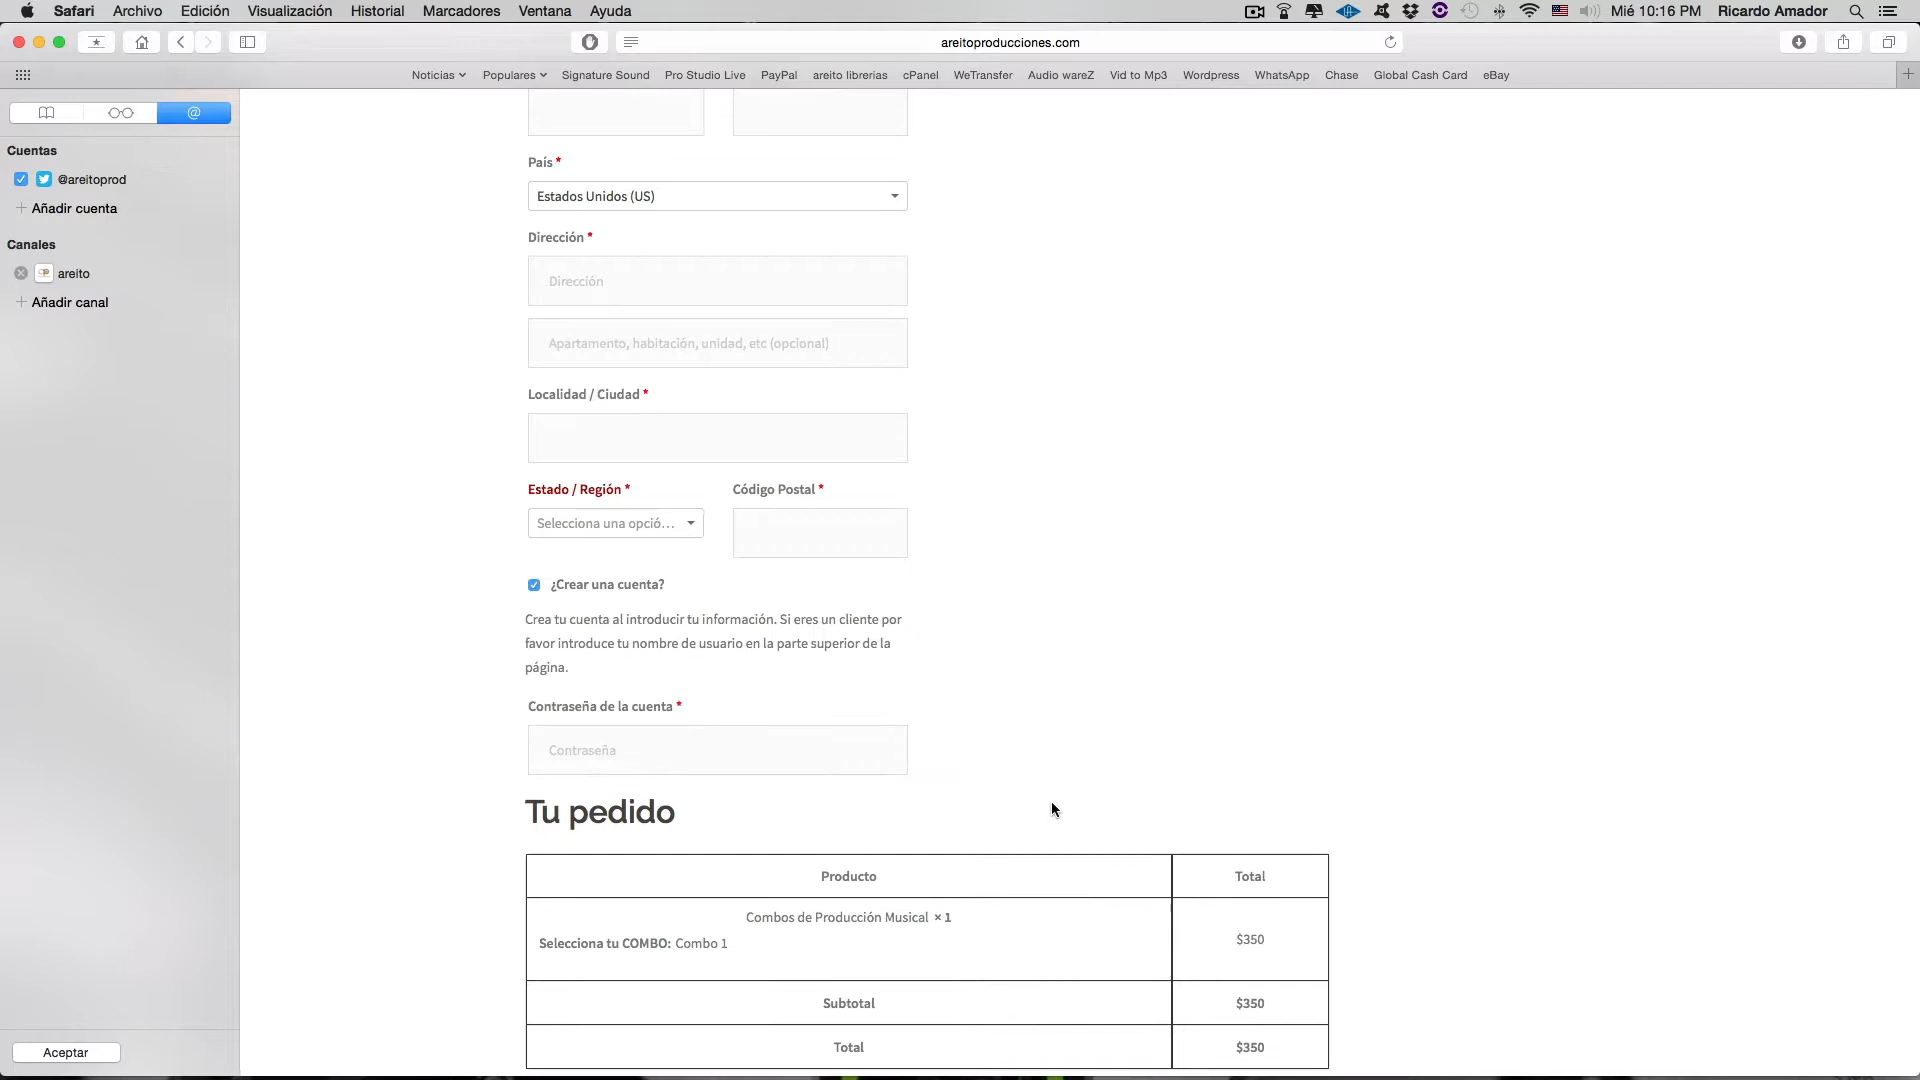 Safari Archivo Edición Visualización Historial Marcadores Ventana Ayuda
Mié 10:16 PM Ricardo Amador
areitoproducciones.com
Noticias Populares Signature Sound Pro Studio Live PayPal areito librerias cPanel WeTransfer Audio wareZ Vid to Mp3 Wordpress WhatsApp Chase Global Cash Card eBay
@
Cuentas
@areitoprod
Añadir cuenta
Canales
areito
Añadir canal
Aceptar
País *
Estados Unidos (US)
Dirección *
Dirección
Apartamento, habitación, unidad, etc (opcional)
Localidad / Ciudad *
Estado / Región * Código Postal *
Selecciona una opció...
¿Crear una cuenta?
Crea tu cuenta al introducir tu información. Si eres un cliente por
favor introduce tu nombre de usuario en la parte superior de la
página.
Contraseña de la cuenta *
Contraseña
Tu pedido
Producto Total
Combos de Producción Musical × 1
Selecciona tu COMBO: Combo 1
$350
Subtotal $350
Total $350